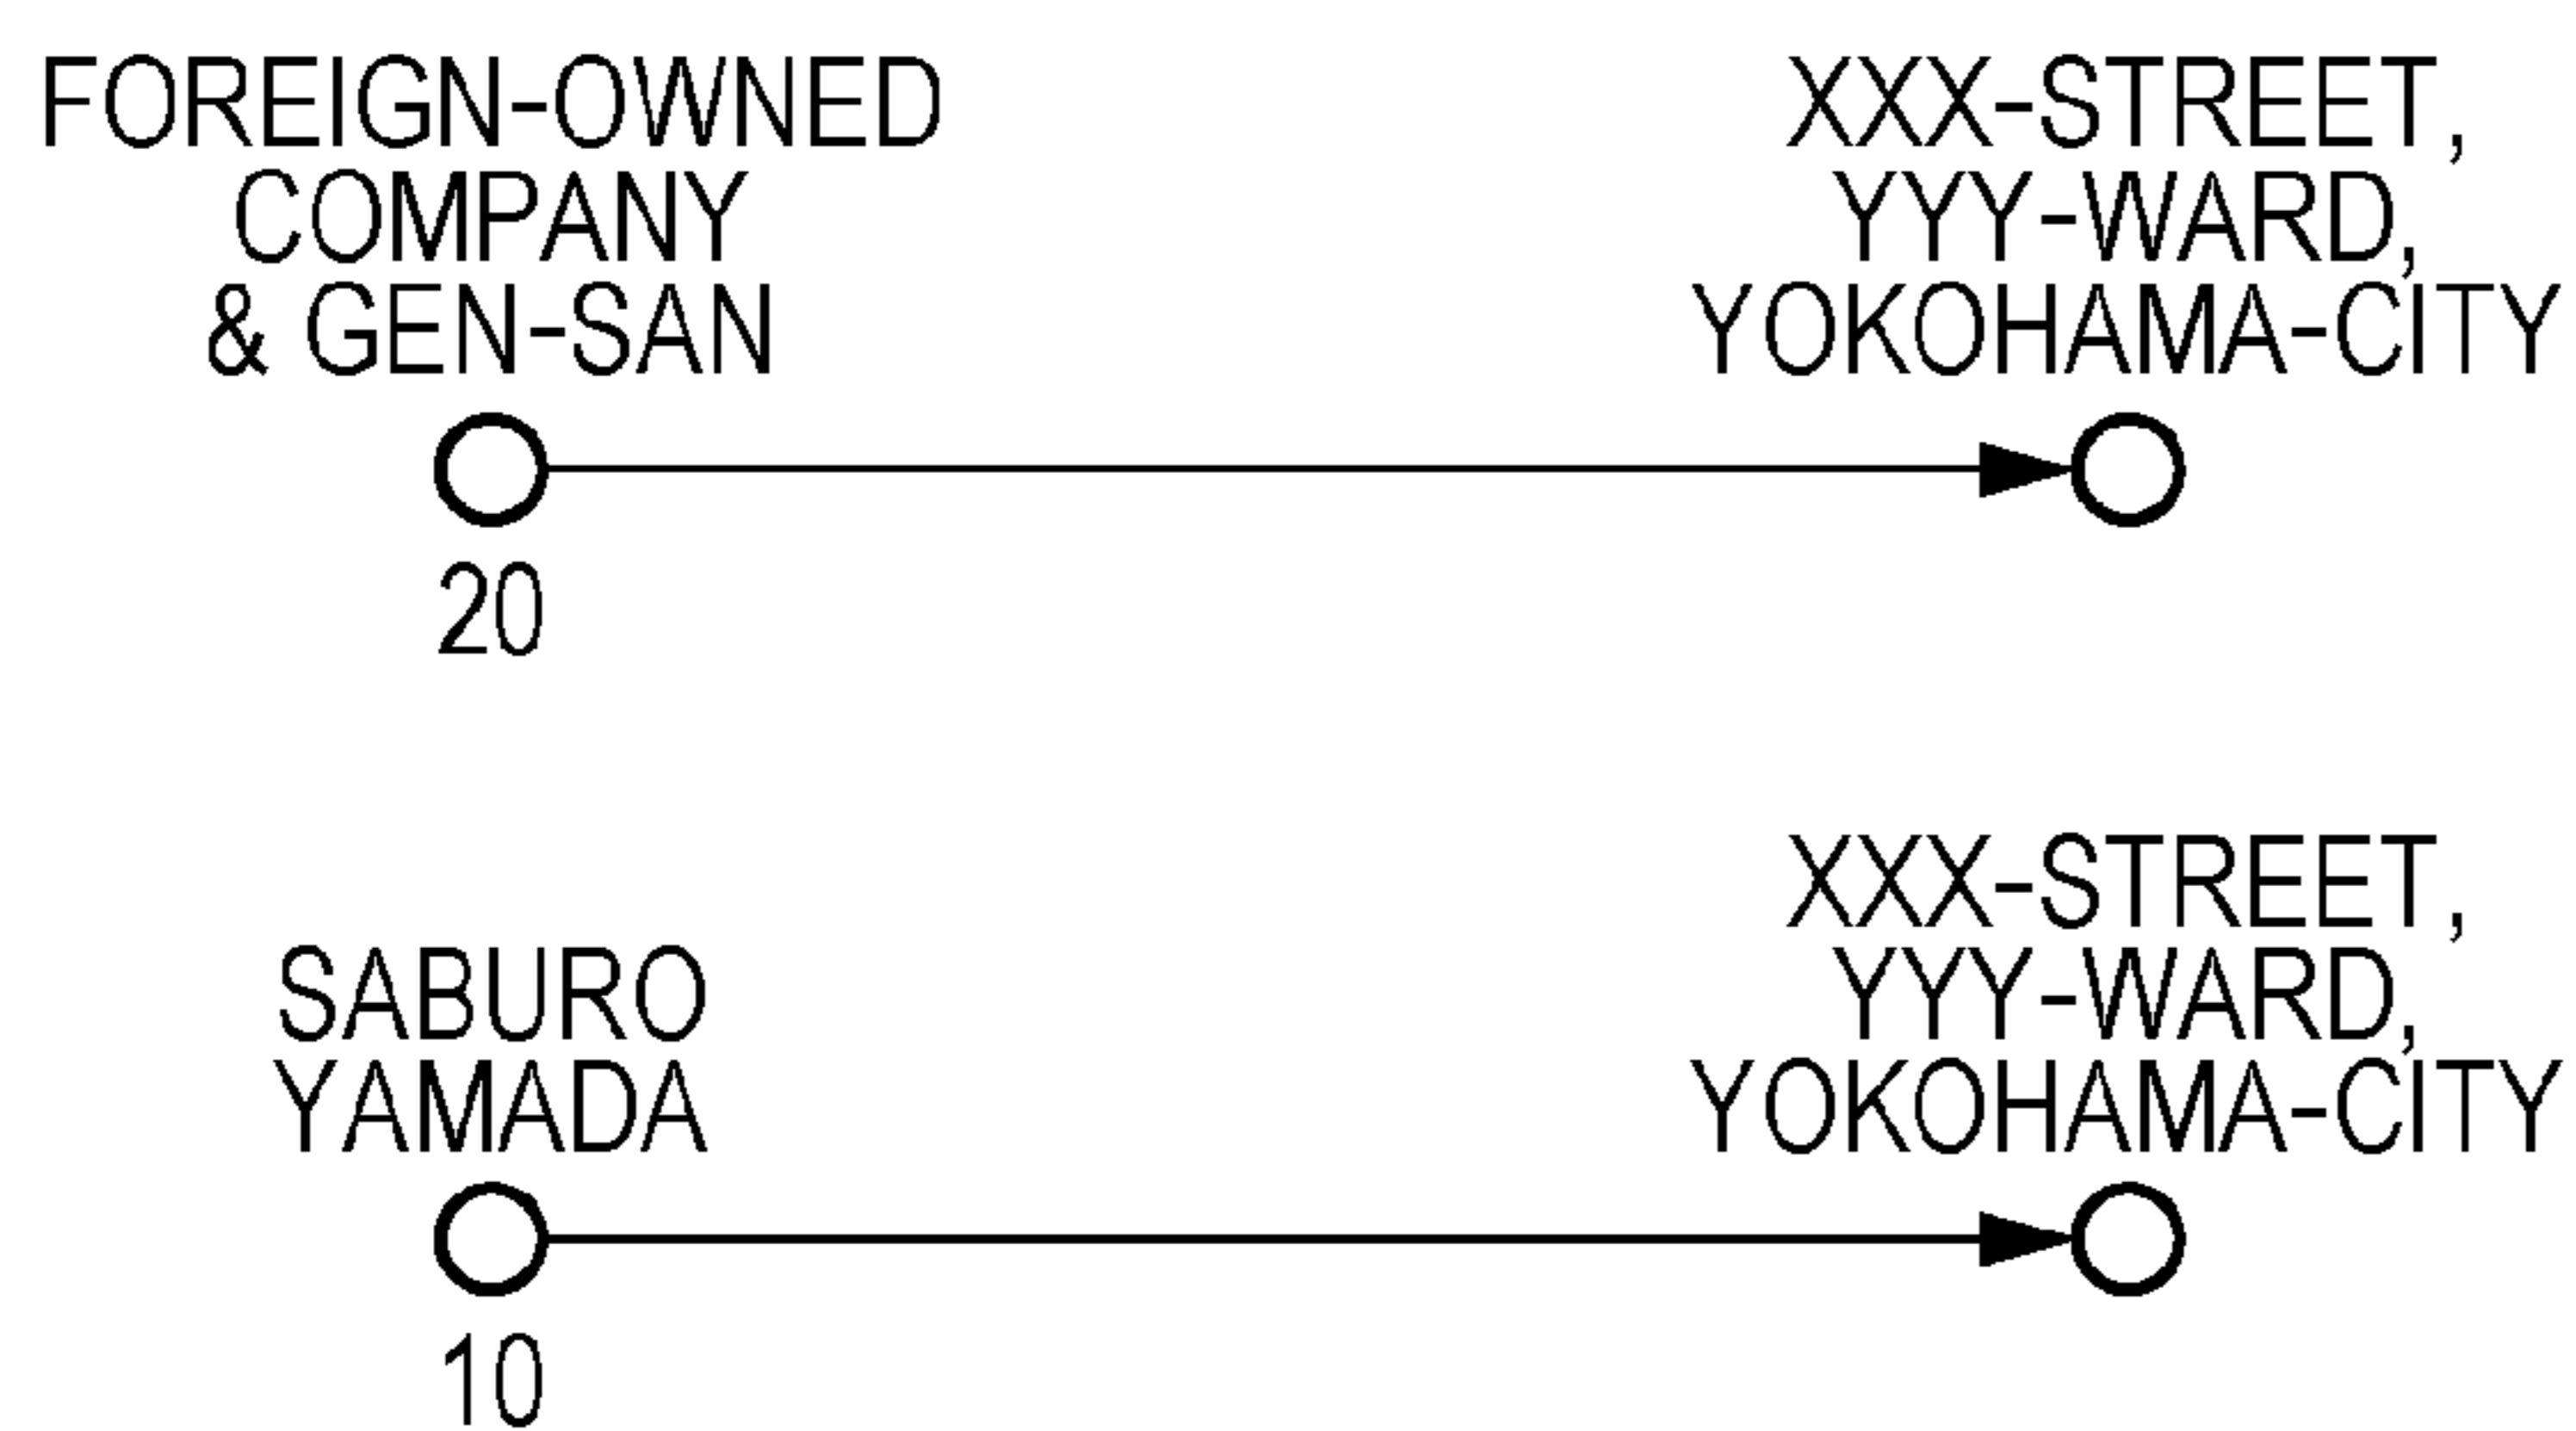 FOREIGN-OWNED
COMPANY
& GEN-SAN
20
XXX-STREET,
YYY-WARD,
YOKOHAMA-CITY
SABURO
YAMADA
10
XXX-STREET,
YYY-WARD,
YOKOHAMA-CITY